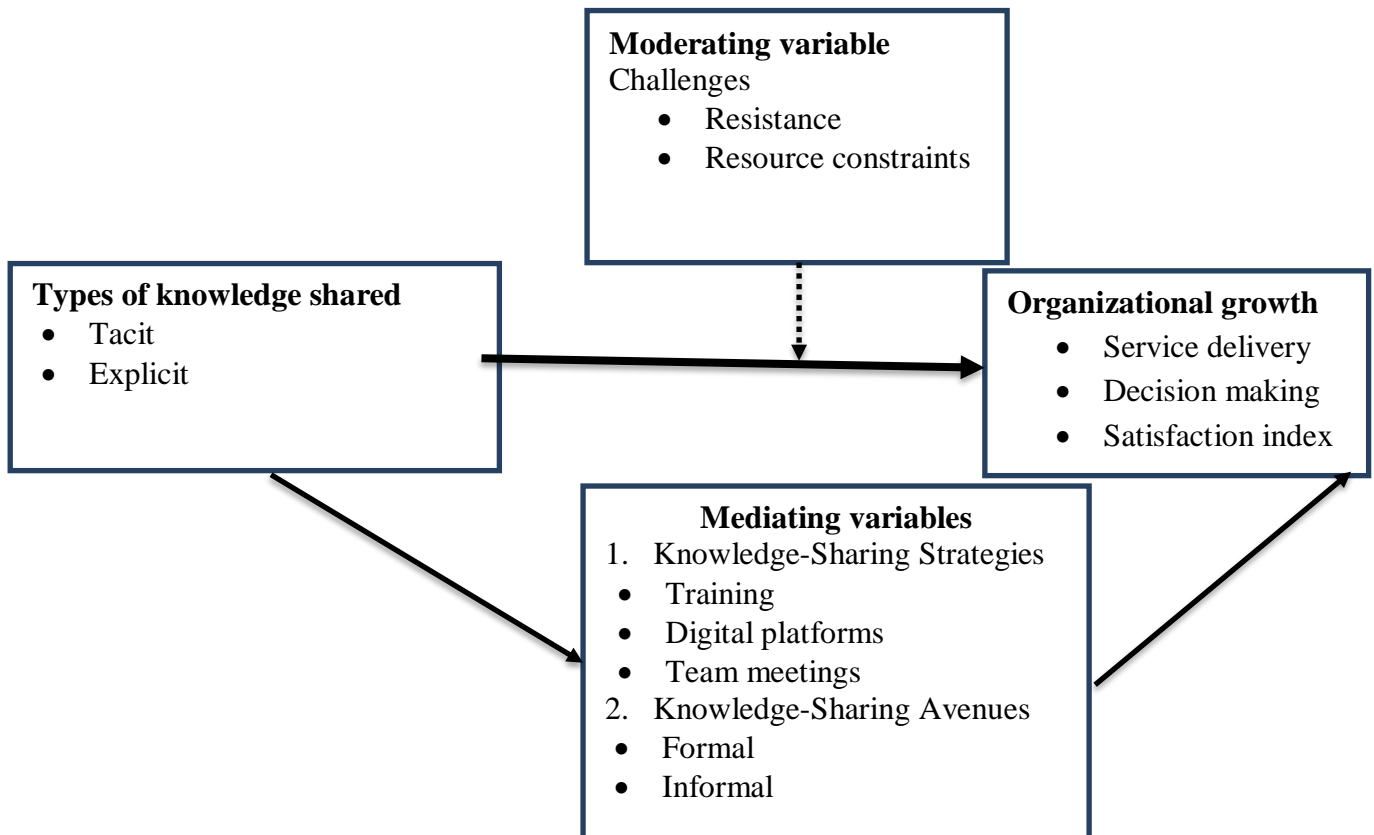 Moderating variable
Challenges
• Resistance
• Resource constraints
Types of knowledge shared
• Tacit
• Explicit
Organizational growth
• Service delivery
• Decision making
• Satisfaction index
Mediating variables
1. Knowledge-Sharing Strategies
• Training
• Digital platforms
• Team meetings
2. Knowledge-Sharing Avenues
• Formal
• Informal